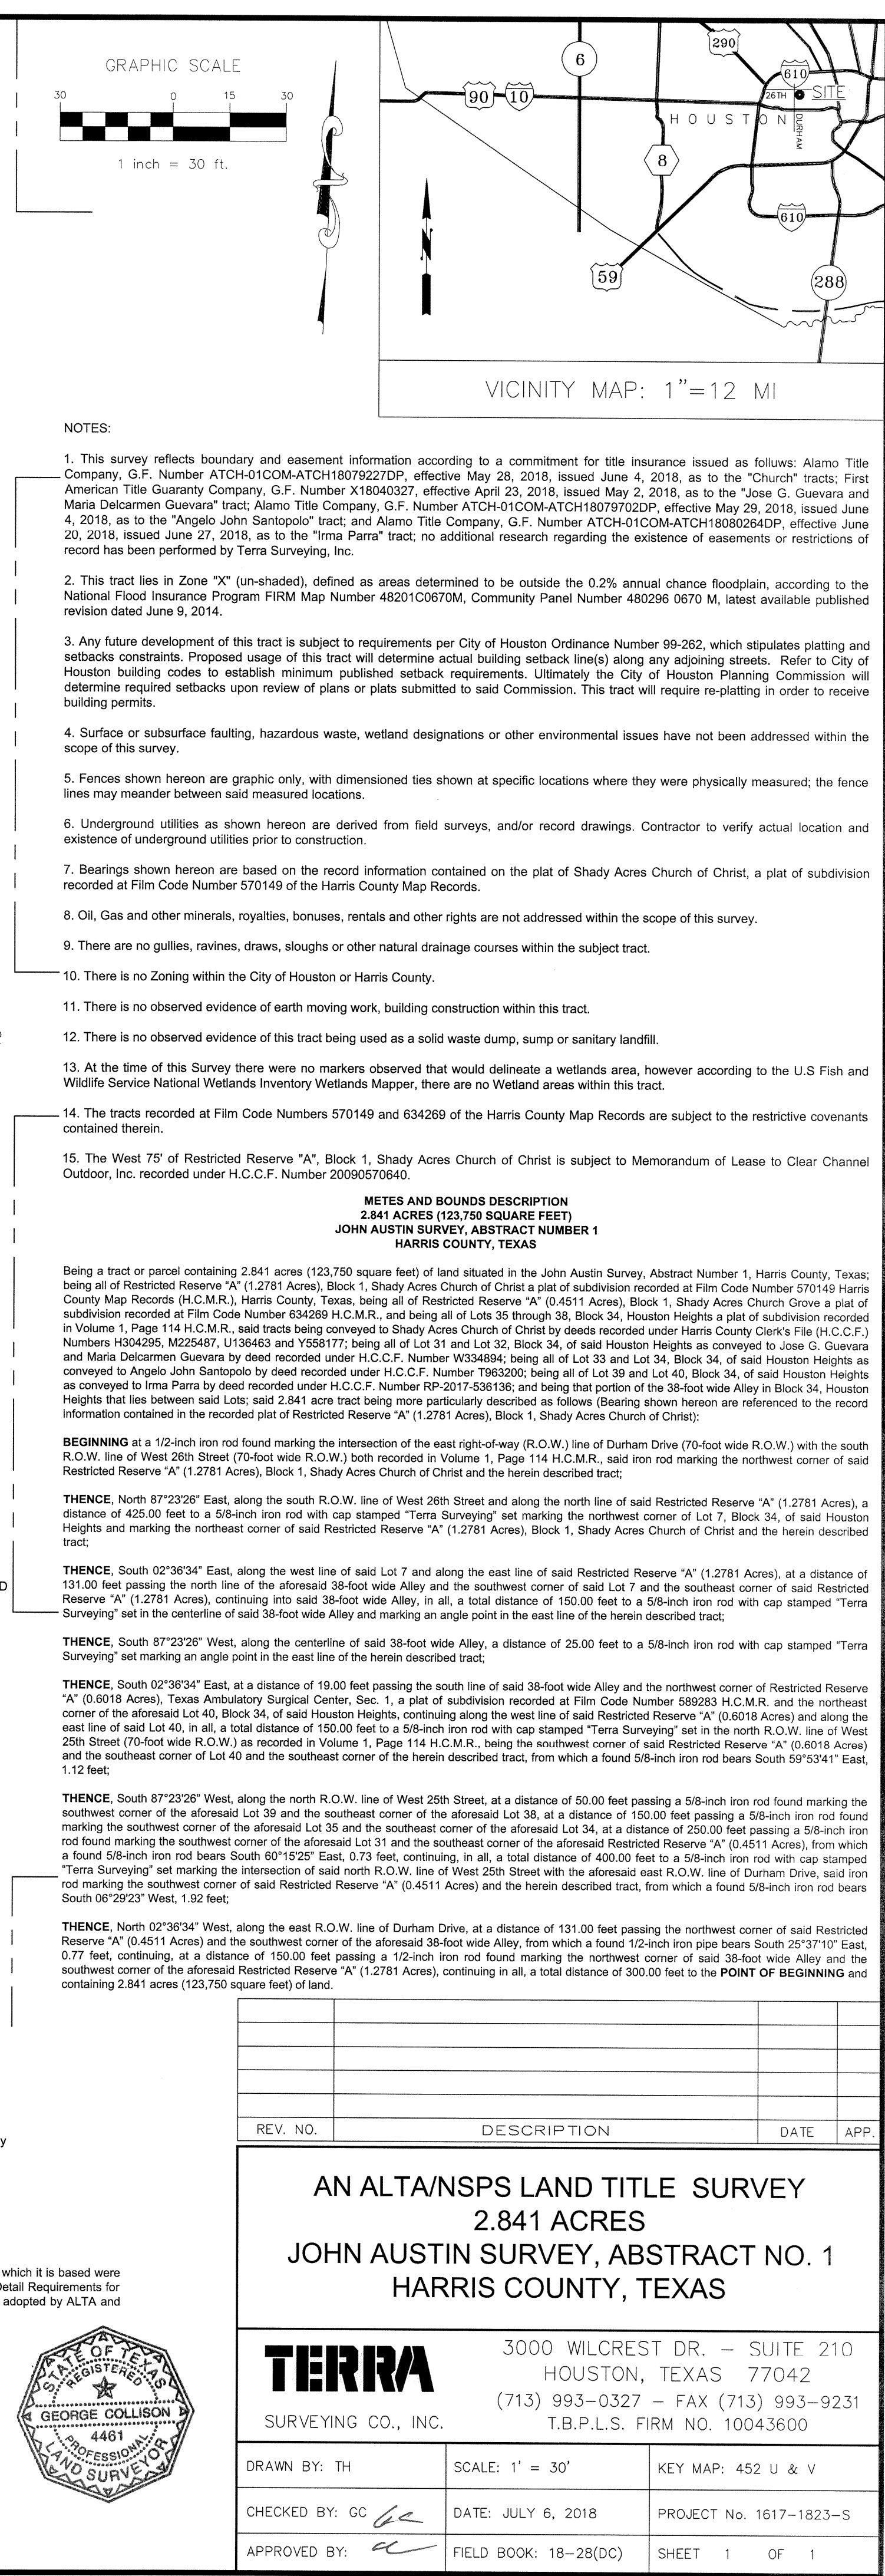 GRAPHIC SCALE
30 0 15 30
1 inch = 30 ft.
290
6
610
26TH
SITE
90 10
HOUSTON
DURHAM
8
610
59
288
N
VICINITY MAP: 1"=12 MI
NOTES:
1. This survey reflects boundary and easement information according to a commitment for title insurance issued as folluws: Alamo Title
Company, G.F. Number ATCH-01COM-ATCH18079227DP, effective May 28, 2018, issued June 4, 2018, as to the "Church" tracts; First
American Title Guaranty Company, G.F. Number X18040327, effective April 23, 2018, issued May 2, 2018, as to the "Jose G. Guevara and
Maria Delcarmen Guevara" tract; Alamo Title Company, G.F. Number ATCH-01COM-ATCH18079702DP, effective May 29, 2018, issued June
4, 2018, as to the "Angelo John Santopolo" tract; and Alamo Title Company, G.F. Number ATCH-01COM-ATCH18080264DP, effective June
20, 2018, issued June 27, 2018, as to the "Irma Parra" tract; no additional research regarding the existence of easements or restrictions of
record has been performed by Terra Surveying, Inc.
2. This tract lies in Zone "X" (un-shaded), defined as areas determined to be outside the 0.2% annual chance floodplain, according to the
National Flood Insurance Program FIRM Map Number 48201C0670M, Community Panel Number 480296 0670 M, latest available published
revision dated June 9, 2014.
3. Any future development of this tract is subject to requirements per City of Houston Ordinance Number 99-262, which stipulates platting and
setbacks constraints. Proposed usage of this tract will determine actual building setback line(s) along any adjoining streets. Refer to City of
Houston building codes to establish minimum published setback requirements. Ultimately the City of Houston Planning Commission will
determine required setbacks upon review of plans or plats submitted to said Commission. This tract will require re-platting in order to receive
building permits.
4. Surface or subsurface faulting, hazardous waste, wetland designations or other environmental issues have not been addressed within the
scope of this survey.
5. Fences shown hereon are graphic only, with dimensioned ties shown at specific locations where they were physically measured; the fence
lines may meander between said measured locations.
6. Underground utilities as shown hereon are derived from field surveys, and/or record drawings. Contractor to verify actual location and
existence of underground utilities prior to construction.
7. Bearings shown hereon are based on the record information contained on the plat of Shady Acres Church of Christ, a plat of subdivision
recorded at Film Code Number 570149 of the Harris County Map Records.
8. Oil, Gas and other minerals, royalties, bonuses, rentals and other rights are not addressed within the scope of this survey.
9. There are no gullies, ravines, draws, sloughs or other natural drainage courses within the subject tract.
10. There is no Zoning within the City of Houston or Harris County.
11. There is no observed evidence of earth moving work, building construction within this tract.
12. There is no observed evidence of this tract being used as a solid waste dump, sump or sanitary landfill.
13. At the time of this Survey there were no markers observed that would delineate a wetlands area, however according to the U.S Fish and
Wildlife Service National Wetlands Inventory Wetlands Mapper, there are no Wetland areas within this tract.
14. The tracts recorded at Film Code Numbers 570149 and 634269 of the Harris County Map Records are subject to the restrictive covenants
contained therein.
15. The West 75' of Restricted Reserve "A", Block 1, Shady Acres Church of Christ is subject to Memorandum of Lease to Clear Channel
Outdoor, Inc. recorded under H.C.C.F. Number 20090570640.
METES AND BOUNDS DESCRIPTION
2.841 ACRES (123,750 SQUARE FEET)
JOHN AUSTIN SURVEY, ABSTRACT NUMBER 1
HARRIS COUNTY, TEXAS
Being a tract or parcel containing 2.841 acres (123,750 square feet) of land situated in the John Austin Survey, Abstract Number 1, Harris County, Texas;
being all of Restricted Reserve “A” (1.2781 Acres), Block 1, Shady Acres Church of Christ a plat of subdivision recorded at Film Code Number 570149 Harris
County Map Records (H.C.M.R.), Harris County, Texas, being all of Restricted Reserve “A” (0.4511 Acres), Block 1, Shady Acres Church Grove a plat of
subdivision recorded at Film Code Number 634269 H.C.M.R., and being all of Lots 35 through 38, Block 34, Houston Heights a plat of subdivision recorded
in Volume 1, Page 114 H.C.M.R., said tracts being conveyed to Shady Acres Church of Christ by deeds recorded under Harris County Clerk's File (H.C.C.F.)
Numbers H304295, M225487, U136463 and Y558177; being all of Lot 31 and Lot 32, Block 34, of said Houston Heights as conveyed to Jose G. Guevara
and Maria Delcarmen Guevara by deed recorded under H.C.C.F. Number W334894; being all of Lot 33 and Lot 34, Block 34, of said Houston Heights as
conveyed to Angelo John Santopolo by deed recorded under H.C.C.F. Number T963200; being all of Lot 39 and Lot 40, Block 34, of said Houston Heights
as conveyed to Irma Parra by deed recorded under H.C.C.F. Number RP-2017-536136; and being that portion of the 38-foot wide Alley in Block 34, Houston
Heights that lies between said Lots; said 2.841 acre tract being more particularly described as follows (Bearing shown hereon are referenced to the record
information contained in the recorded plat of Restricted Reserve “A” (1.2781 Acres), Block 1, Shady Acres Church of Christ):
BEGINNING at a 1/2-inch iron rod found marking the intersection of the east right-of-way (R.O.W.) line of Durham Drive (70-foot wide R.O.W.) with the south
R.O.W. line of West 26th Street (70-foot wide R.O.W.) both recorded in Volume 1, Page 114 H.C.M.R., said iron rod marking the northwest corner of said
Restricted Reserve “A” (1.2781 Acres), Block 1, Shady Acres Church of Christ and the herein described tract;
THENCE, North 87°23'26” East, along the south R.O.W. line of West 26th Street and along the north line of said Restricted Reserve “A” (1.2781 Acres), a
distance of 425.00 feet to a 5/8-inch iron rod with cap stamped “Terra Surveying” set marking the northwest corner of Lot 7, Block 34, of said Houston
Heights and marking the northeast corner of said Restricted Reserve “A” (1.2781 Acres), Block 1, Shady Acres Church of Christ and the herein described
tract;
THENCE, South 02°36'34” East, along the west line of said Lot 7 and along the east line of said Restricted Reserve “A” (1.2781 Acres), at a distance of
131.00 feet passing the north line of the aforesaid 38-foot wide Alley and the southwest corner of said Lot 7 and the southeast corner of said Restricted
D
Reserve “A” (1.2781 Acres), continuing into said 38-foot wide Alley, in all, a total distance of 150.00 feet to a 5/8-inch iron rod with cap stamped “Terra
Surveying” set in the centerline of said 38-foot wide Alley and marking an angle point in the east line of the herein described tract;
THENCE, South 87°23'26” West, along the centerline of said 38-foot wide Alley, a distance of 25.00 feet to a 5/8-inch iron rod with cap stamped “Terra
Surveying” set marking an angle point in the east line of the herein described tract;
THENCE, South 02°36'34” East, at a distance of 19.00 feet passing the south line of said 38-foot wide Alley and the northwest corner of Restricted Reserve
“A” (0.6018 Acres), Texas Ambulatory Surgical Center, Sec. 1, a plat of subdivision recorded at Film Code Number 589283 H.C.M.R. and the northeast
corner of the aforesaid Lot 40, Block 34, of said Houston Heights, continuing along the west line of said Restricted Reserve “A” (0.6018 Acres) and along the
east line of said Lot 40, in all, a total distance of 150.00 feet to a 5/8-inch iron rod with cap stamped “Terra Surveying” set in the north R.O.W. line of West
25th Street (70-foot wide R.O.W.) as recorded in Volume 1, Page 114 H.C.M.R., being the southwest corner of said Restricted Reserve “A” (0.6018 Acres)
and the southeast corner of Lot 40 and the southeast corner of the herein described tract, from which a found 5/8-inch iron rod bears South 59°53'41” East,
1.12 feet;
THENCE, South 87°23'26” West, along the north R.O.W. line of West 25th Street, at a distance of 50.00 feet passing a 5/8-inch iron rod found marking the
southwest corner of the aforesaid Lot 39 and the southeast corner of the aforesaid Lot 38, at a distance of 150.00 feet passing a 5/8-inch iron rod found
marking the southwest corner of the aforesaid Lot 35 and the southeast corner of the aforesaid Lot 34, at a distance of 250.00 feet passing a 5/8-inch iron
rod found marking the southwest corner of the aforesaid Lot 31 and the southeast corner of the aforesaid Restricted Reserve “A” (0.4511 Acres), from which
a found 5/8-inch iron rod bears South 60°15'25” East, 0.73 feet, continuing, in all, a total distance of 400.00 feet to a 5/8-inch iron rod with cap stamped
“Terra Surveying” set marking the intersection of said north R.O.W. line of West 25th Street with the aforesaid east R.O.W. line of Durham Drive, said iron
rod marking the southwest corner of said Restricted Reserve “A” (0.4511 Acres) and the herein described tract, from which a found 5/8-inch iron rod bears
South 06°29'23” West, 1.92 feet;
THENCE, North 02°36'34” West, along the east R.O.W. line of Durham Drive, at a distance of 131.00 feet passing the northwest corner of said Restricted
Reserve “A” (0.4511 Acres) and the southwest corner of the aforesaid 38-foot wide Alley, from which a found 1/2-inch iron pipe bears South 25°37'10” East,
0.77 feet, continuing, at a distance of 150.00 feet passing a 1/2-inch iron rod found marking the northwest corner of said 38-foot wide Alley and the
southwest corner of the aforesaid Restricted Reserve “A” (1.2781 Acres), continuing in all, a total distance of 300.00 feet to the POINT OF BEGINNING and
containing 2.841 acres (123,750 square feet) of land.
REV. NO. DESCRIPTION DATE APP.
y
AN ALTA/NSPS LAND TITLE SURVEY
2.841 ACRES
JOHN AUSTIN SURVEY, ABSTRACT NO. 1
HARRIS COUNTY, TEXAS
which it is based were
Detail Requirements for
adopted by ALTA and
STATE OF TEXAS
REGISTERED
GEORGE COLLISON
4461
PROFESSIONAL
LAND SURVEYOR
TERRA
SURVEYING CO., INC.
3000 WILCREST DR. – SUITE 210
HOUSTON, TEXAS 77042
(713) 993–0327 – FAX (713) 993–9231
T.B.P.L.S. FIRM NO. 10043600
DRAWN BY: TH SCALE: 1' = 30' KEY MAP: 452 U & V
CHECKED BY: GC GC DATE: JULY 6, 2018 PROJECT No. 1617–1823–S
APPROVED BY: FIELD BOOK: 18–28(DC) SHEET 1 OF 1